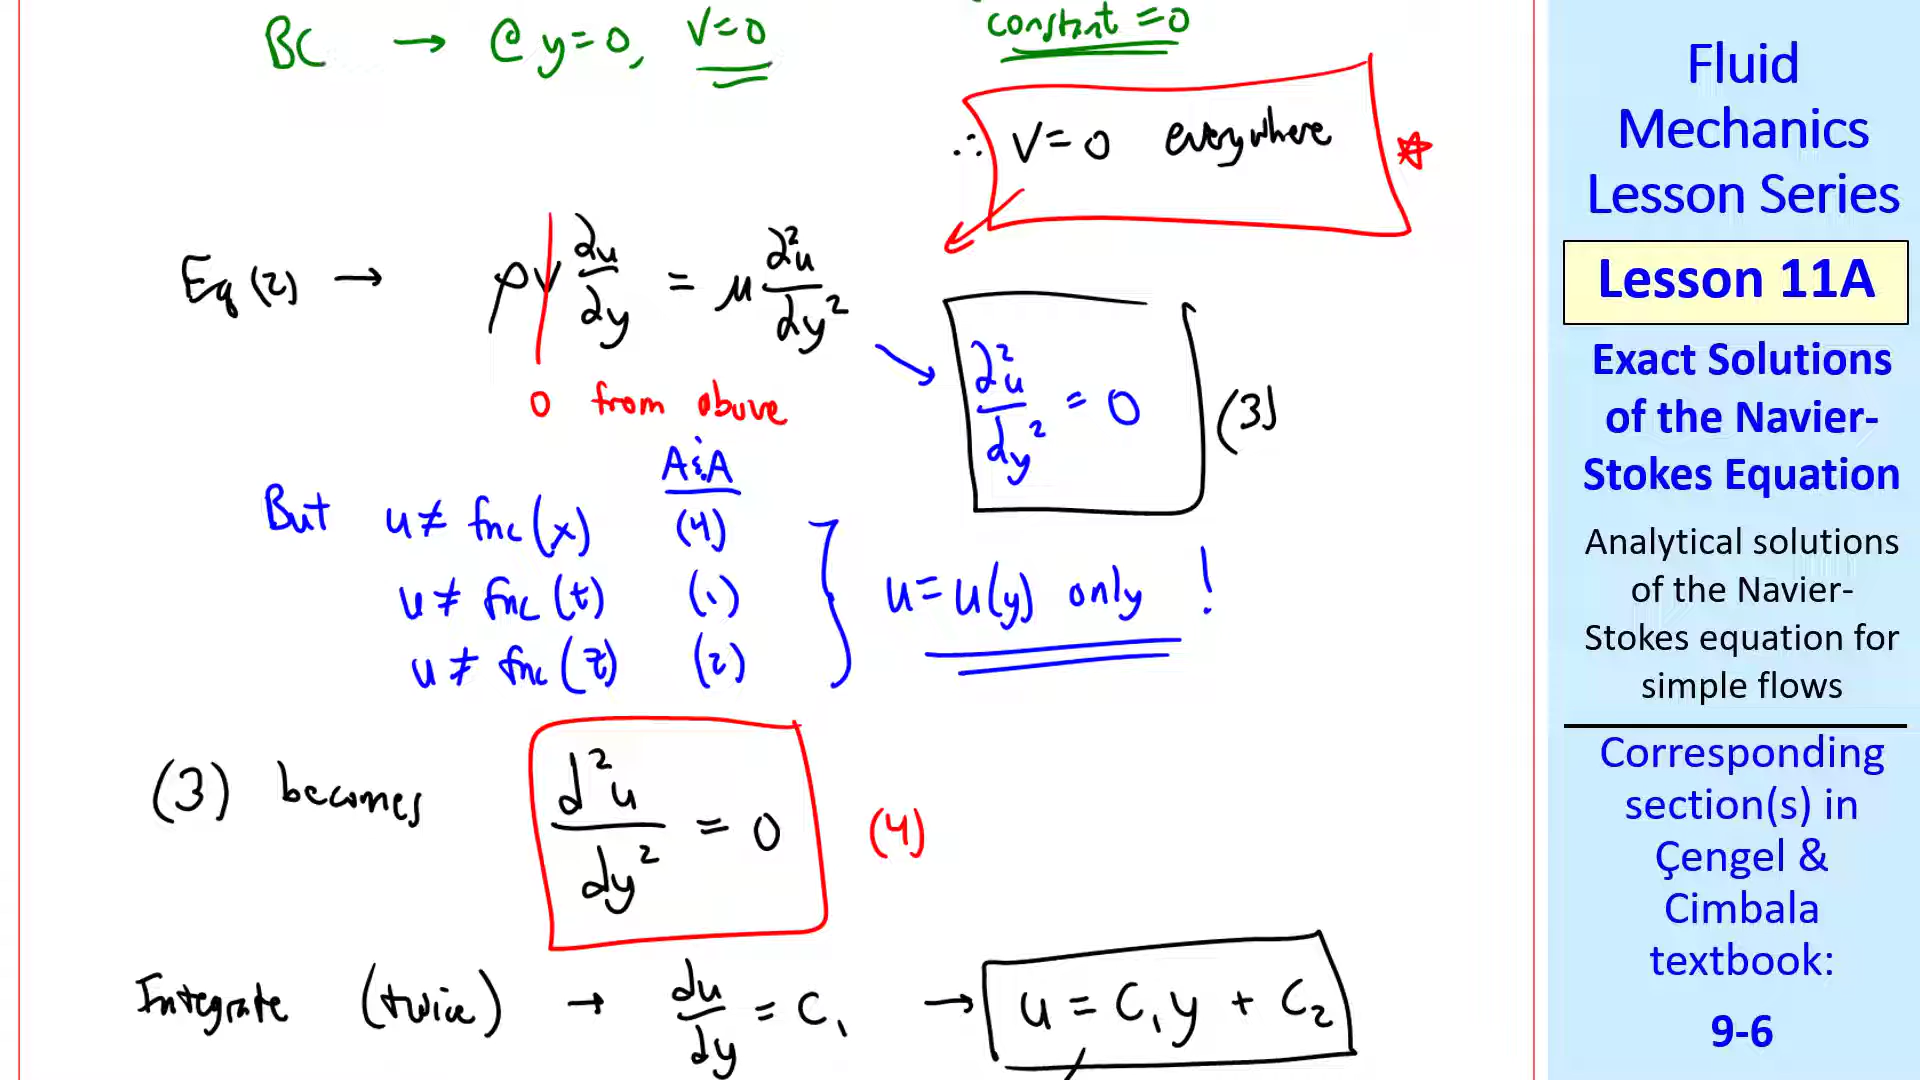 BC → @ y=0, V=0
constant = 0
∴ V=0 everywhere
Eq (2) → ρv ∂u/∂y = μ ∂²u/∂y²
0 from above
∂²u/∂y² = 0 (3)
A&A
But u ≠ fnc (x) (4)
u ≠ fnc (t) (1)
u ≠ fnc (z) (2)
u = u(y) only !
(3) becomes d²u/dy² = 0 (4)
Integrate (twice) → du/dy = C₁ → u = C₁y + C₂
Fluid
Mechanics
Lesson Series
Lesson 11A
Exact Solutions
of the Navier-
Stokes Equation
Analytical solutions
of the Navier-
Stokes equation for
simple flows
Corresponding
section(s) in
Çengel &
Cimbala
textbook:
9-6